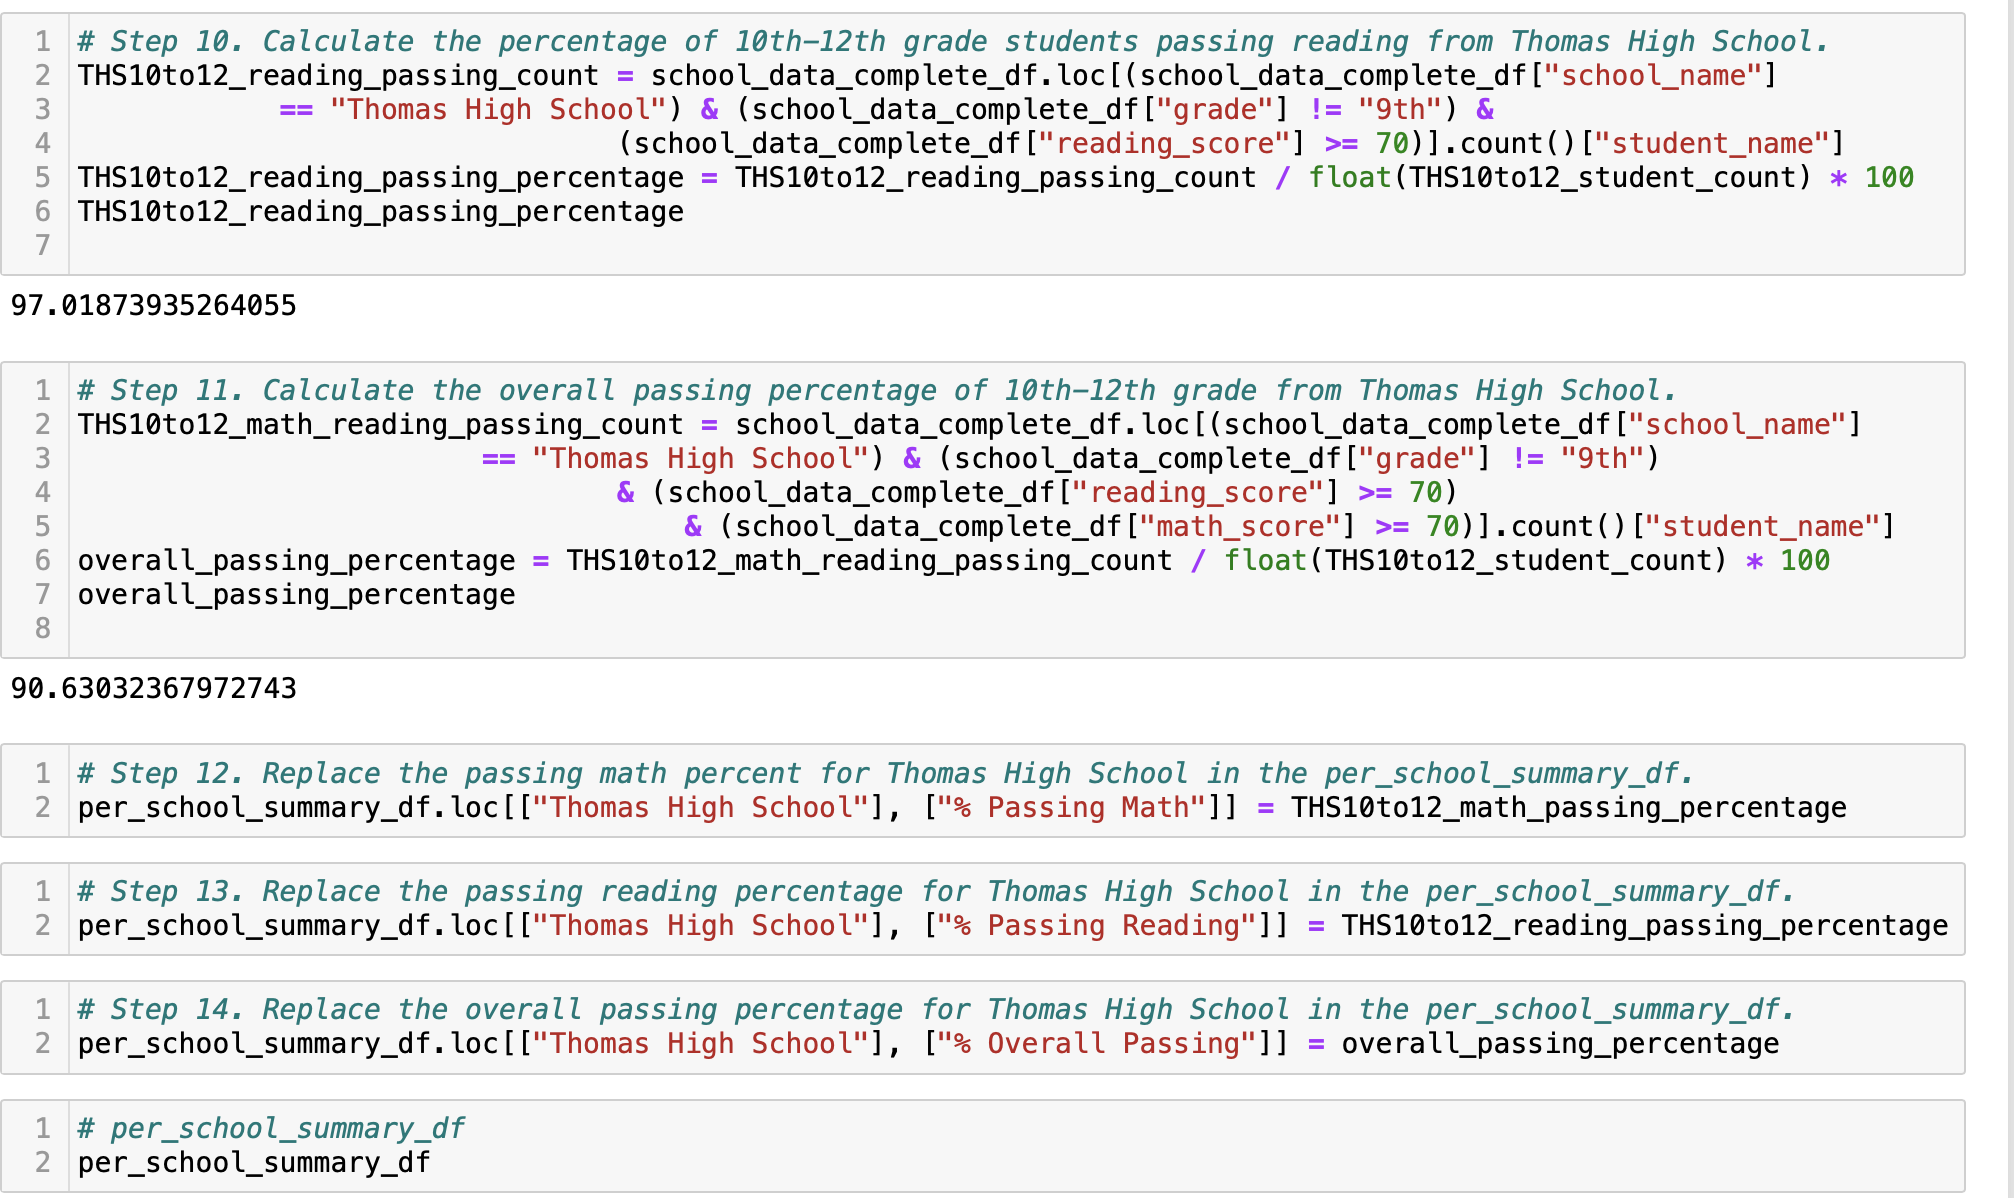 1 # Step 10. Calculate the percentage of 10th–12th grade students passing reading from Thomas High School.
2 THS10to12_reading_passing_count = school_data_complete_df.loc[(school_data_complete_df["school_name"]
3 == "Thomas High School") & (school_data_complete_df["grade"] != "9th") &
4 (school_data_complete_df["reading_score"] >= 70)].count()["student_name"]
5 THS10to12_reading_passing_percentage = THS10to12_reading_passing_count / float(THS10to12_student_count) * 100
6 THS10to12_reading_passing_percentage
7
97.01873935264055
1 # Step 11. Calculate the overall passing percentage of 10th–12th grade from Thomas High School.
2 THS10to12_math_reading_passing_count = school_data_complete_df.loc[(school_data_complete_df["school_name"]
3 == "Thomas High School") & (school_data_complete_df["grade"] != "9th")
4 & (school_data_complete_df["reading_score"] >= 70)
5 & (school_data_complete_df["math_score"] >= 70)].count()["student_name"]
6 overall_passing_percentage = THS10to12_math_reading_passing_count / float(THS10to12_student_count) * 100
7 overall_passing_percentage
8
90.63032367972743
1 # Step 12. Replace the passing math percent for Thomas High School in the per_school_summary_df.
2 per_school_summary_df.loc[["Thomas High School"], ["% Passing Math"]] = THS10to12_math_passing_percentage
1 # Step 13. Replace the passing reading percentage for Thomas High School in the per_school_summary_df.
2 per_school_summary_df.loc[["Thomas High School"], ["% Passing Reading"]] = THS10to12_reading_passing_percentage
1 # Step 14. Replace the overall passing percentage for Thomas High School in the per_school_summary_df.
2 per_school_summary_df.loc[["Thomas High School"], ["% Overall Passing"]] = overall_passing_percentage
1 # per_school_summary_df
2 per_school_summary_df